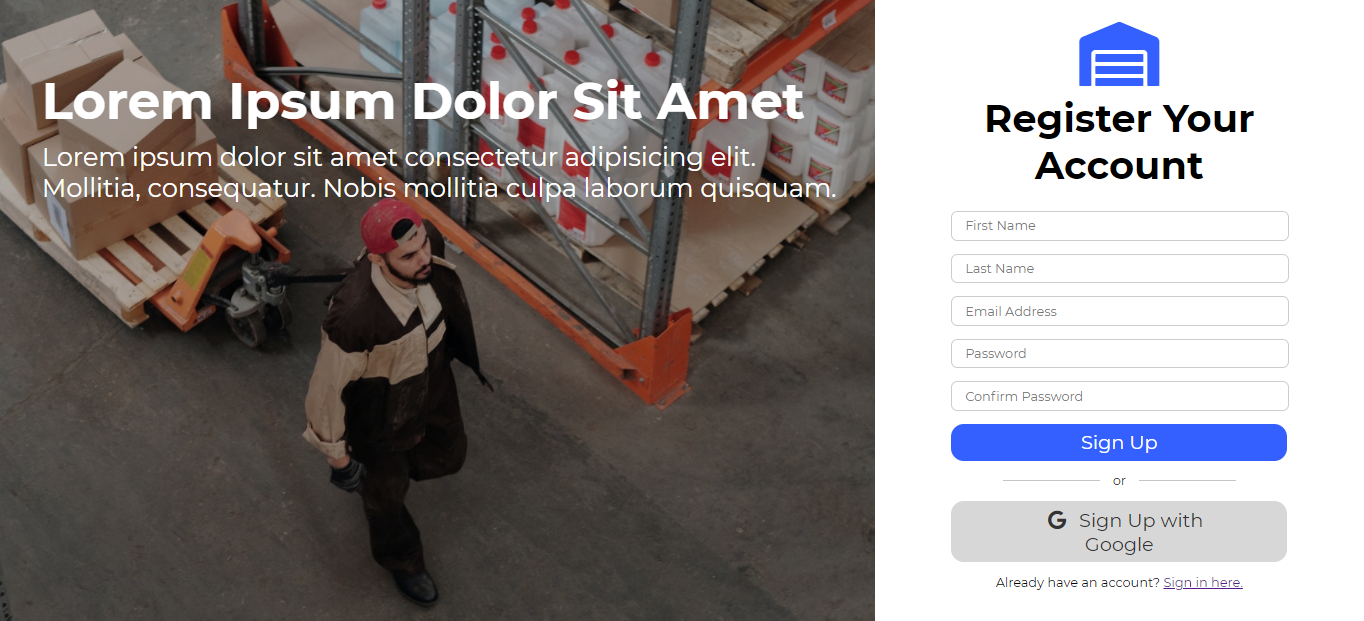 Lorem Ipsum Dolor Sit Amet
Lorem ipsum dolor sit amet consectetur adipisicing elit.
Mollitia, consequatur. Nobis mollitia culpa laborum quisquam.
Register Your
Account
First Name
Last Name
Email Address
Password
Confirm Password
Sign Up
or
G Sign Up with
Google
Already have an account? Sign in here.